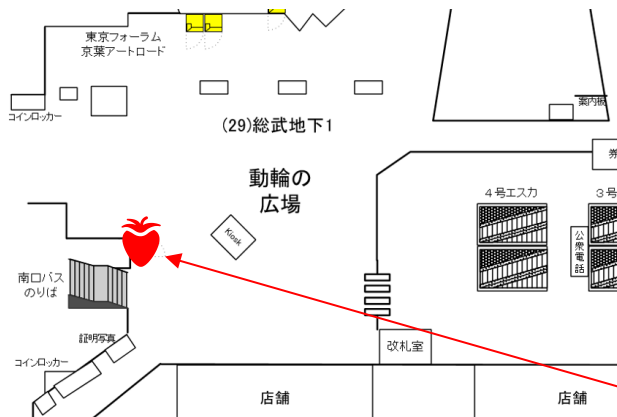 東京フォーラム
京葉アートロード
コインロッカー
案内板
(29)総武地下1
動輪の
広場
Kiosk
券
4号エスカ
3号
公衆電話
南口バス
のりば
証明写真
コインロッカー
改札室
店舗
店舗